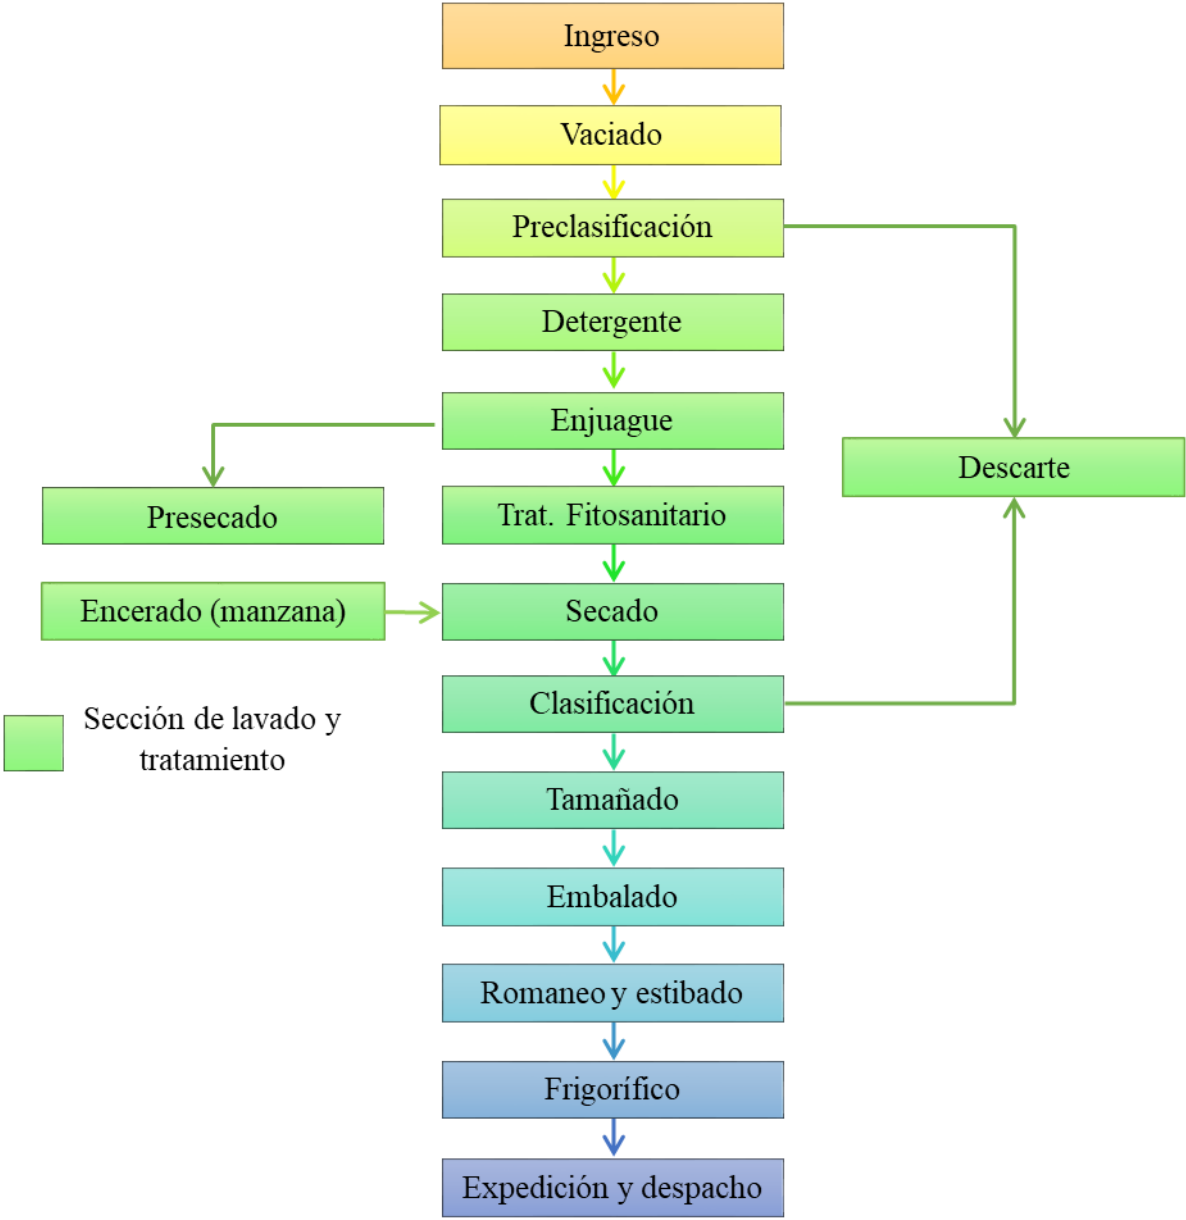 Ingreso
Vaciado
Preclasificación
Detergente
Enjuague
Descarte
Presecado
Trat. Fitosanitario
Encerado (manzana)
Secado
Clasificación
Sección de lavado y
tratamiento
Tamañado
Embalado
Romaneo y estibado
Frigorífico
Expedición y despacho